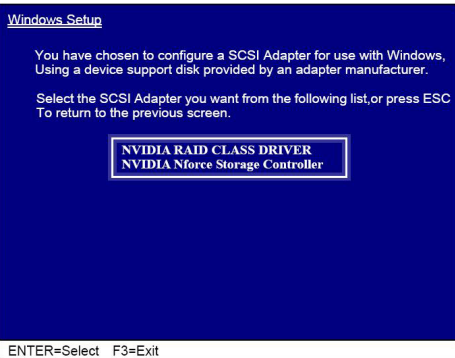 Windows Setup
You have chosen to configure a SCSI Adapter for use with Windows,
Using a device support disk provided by an adapter manufacturer.
Select the SCSI Adapter you want from the following list,or press ESC
To return to the previous screen.
NVIDIA RAID CLASS DRIVER
NVIDIA Nforce Storage Controller
ENTER=Select F3=Exit